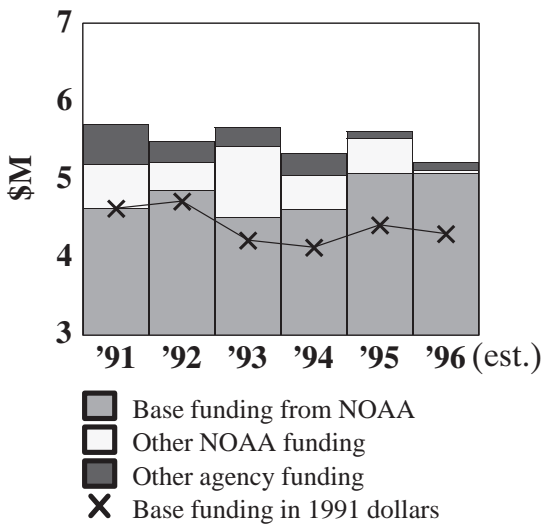 7
6
5
4
3
$M
’91 ’92 ’93 ’94 ’95 ’96 (est.)
Base funding from NOAA
Other NOAA funding
Other agency funding
Base funding in 1991 dollars